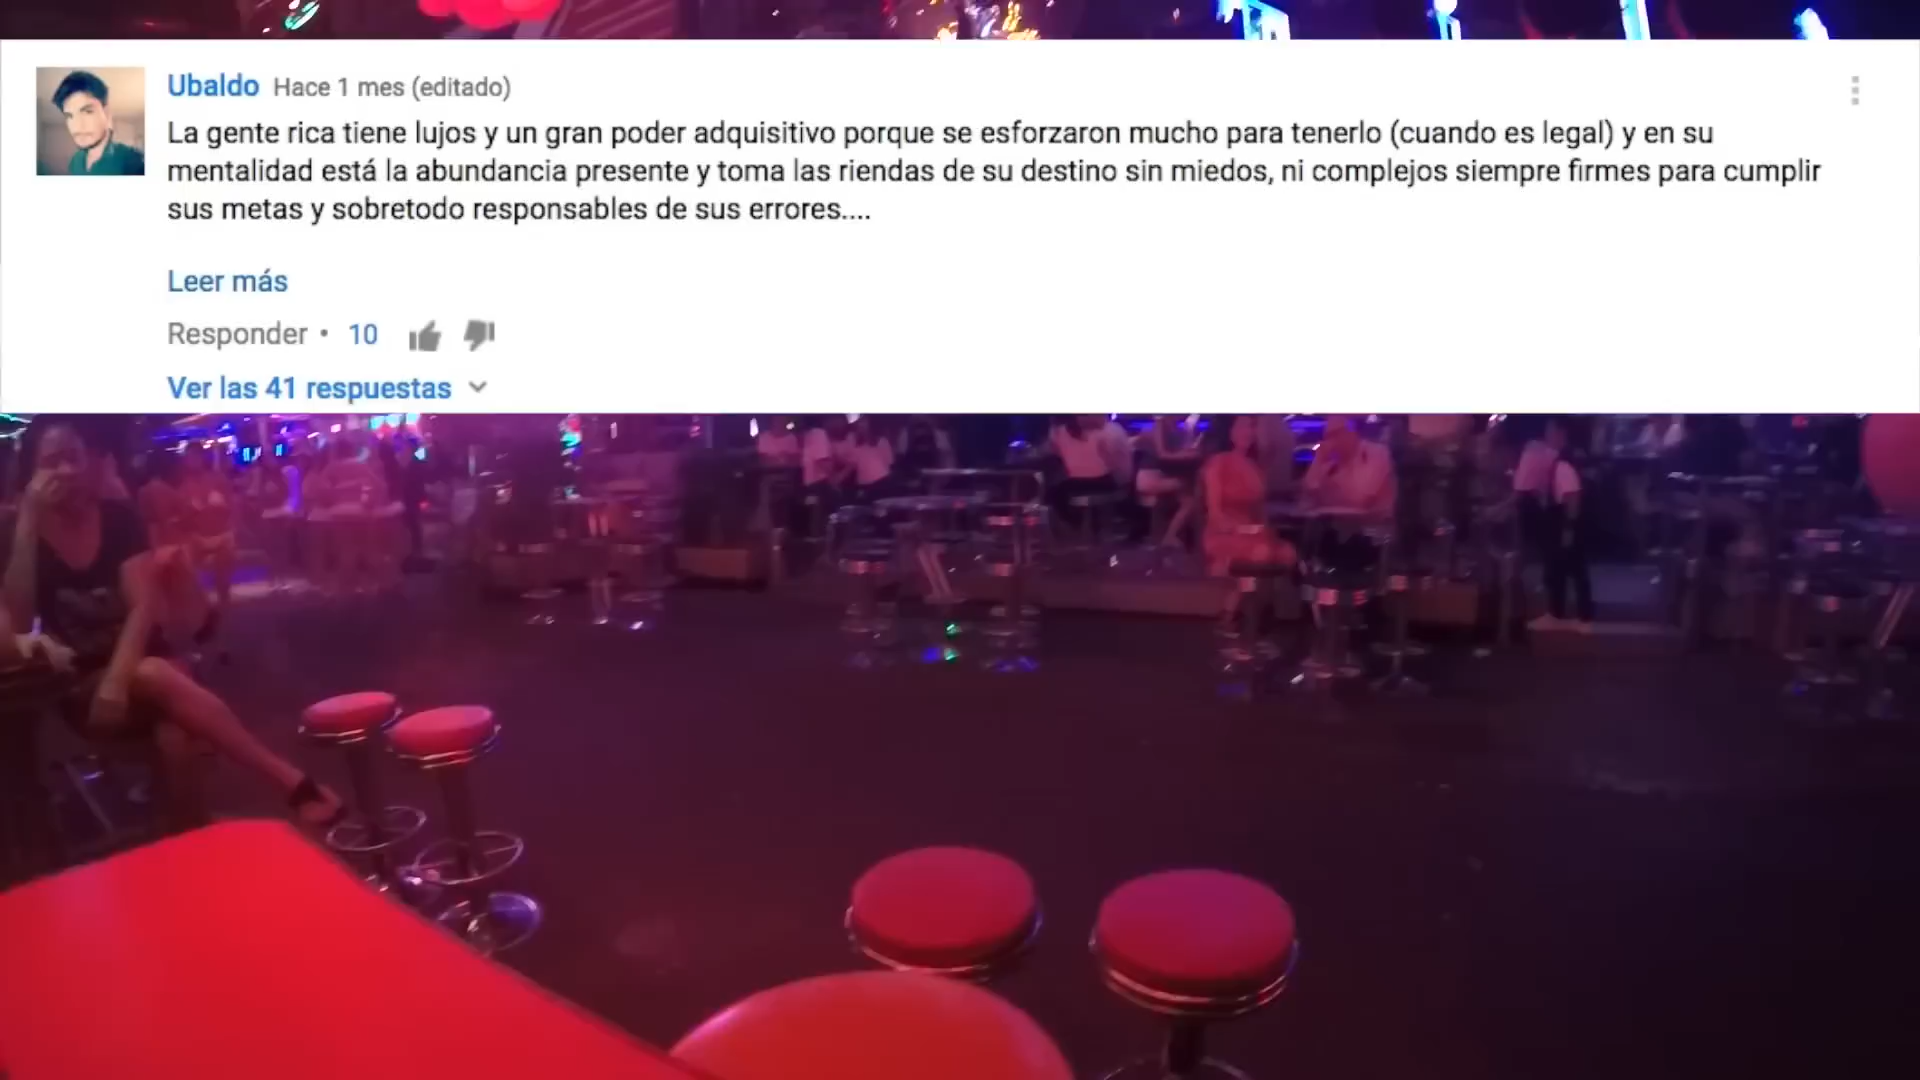 Ubaldo Hace 1 mes (editado)
La gente rica tiene lujos y un gran poder adquisitivo porque se esforzaron mucho para tenerlo (cuando es legal) y en su
mentalidad está la abundancia presente y toma las riendas de su destino sin miedos, ni complejos siempre firmes para cumplir
sus metas y sobretodo responsables de sus errores....
Leer más
Responder • 10
Ver las 41 respuestas